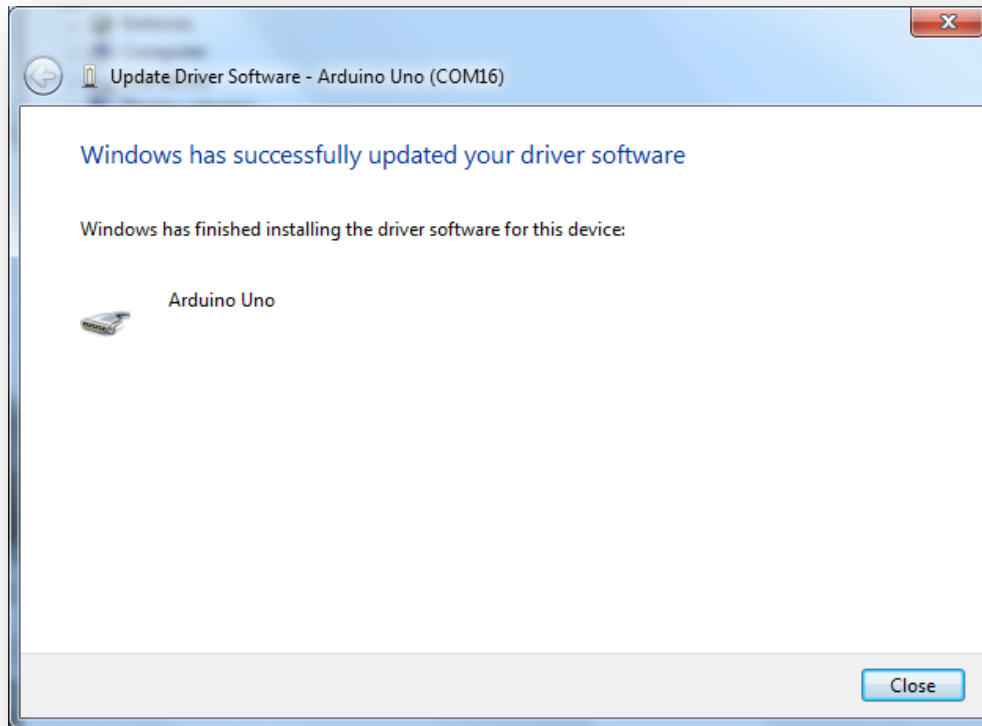 Computer
Update Driver Software - Arduino Uno (COM16)
Windows has successfully updated your driver software
Windows has finished installing the driver software for this device:
Arduino Uno
Close